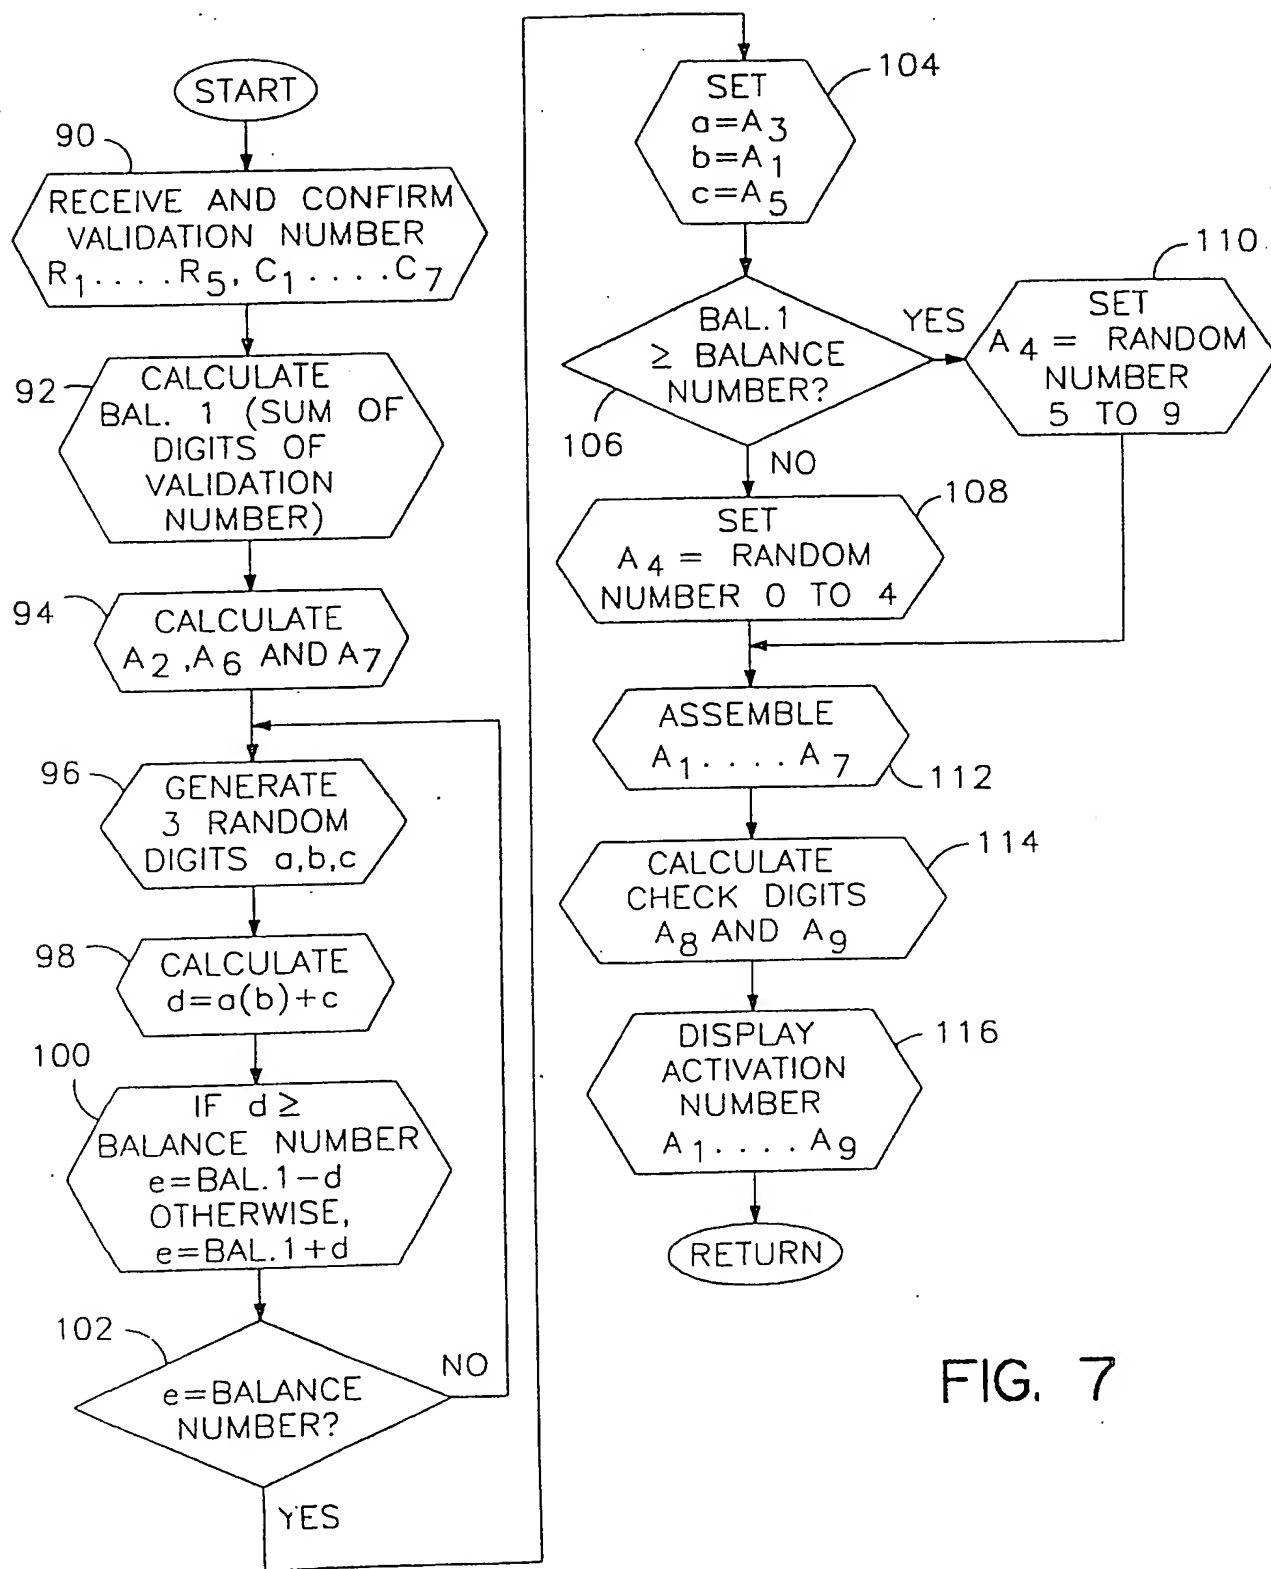 START
90
RECEIVE AND CONFIRM
VALIDATION NUMBER
R1....R5, C1....C7
92
CALCULATE
BAL. 1 (SUM OF
DIGITS OF
VALIDATION
NUMBER)
94
CALCULATE
A2,A6 AND A7
96
GENERATE
3 RANDOM
DIGITS a,b,c
98
CALCULATE
d=a(b)+c
100
IF d≥
BALANCE NUMBER
e=BAL.1-d
OTHERWISE,
e=BAL.1+d
102
e=BALANCE
NUMBER?
NO
YES
104
SET
a=A3
b=A1
c=A5
106
BAL.1
≥ BALANCE
NUMBER?
YES
NO
110
SET
A4= RANDOM
NUMBER
5 TO 9
108
SET
A4= RANDOM
NUMBER 0 TO 4
ASSEMBLE
A1....A7
112
114
CALCULATE
CHECK DIGITS
A8 AND A9
116
DISPLAY
ACTIVATION
NUMBER
A1....A9
RETURN
FIG. 7